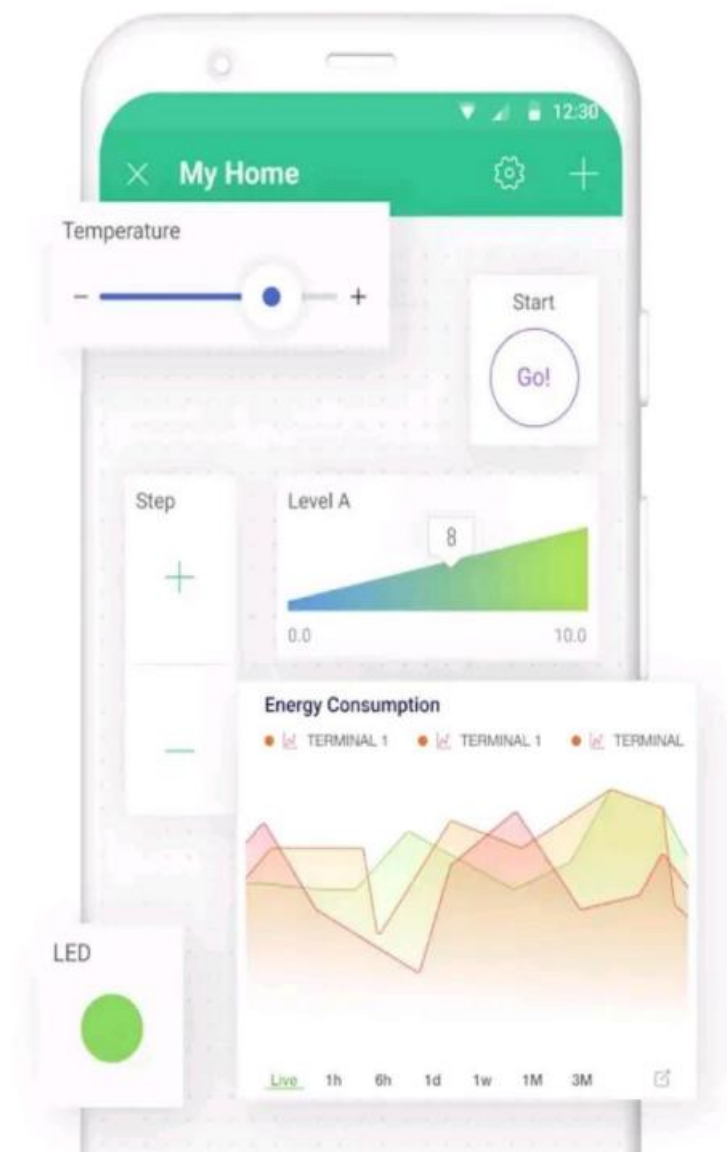 12:30
My Home
Temperature
− +
Start
Go!
Step
+
−
Level A
8
0.0 10.0
Energy Consumption
TERMINAL 1 TERMINAL 1 TERMINAL
LED
Live 1h 6h 1d 1w 1M 3M